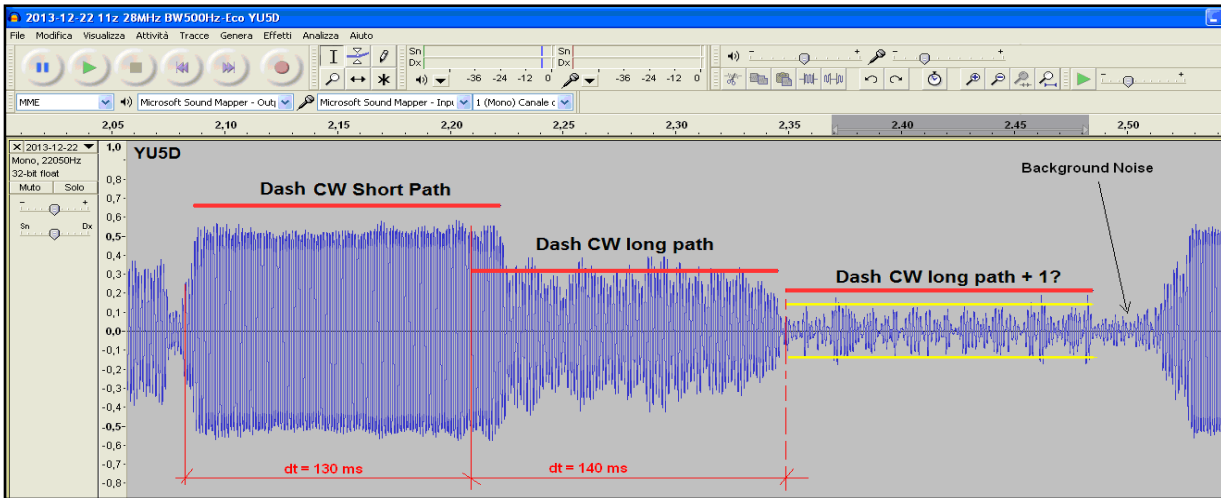 2013-12-22 11z 28MHz BW500Hz-Eco YU5D
File Modifica Visualizza Attività Tracce Genera Effetti Analizza Aiuto
Sn
Dx
-36 -24 -12 0
Sn
Dx
-36 -24 -12 0
MME
Microsoft Sound Mapper - Outp
Microsoft Sound Mapper - Inpu
1 (Mono) Canale c
2,05 2,10 2,15 2,20 2,25 2,30 2,35 2,40 2,45 2,50
2013-12-22
Mono, 22050Hz
32-bit float
Muto Solo
- +
Sn Dx
1,0
0,8
0,7
0,6
0,5
0,4
0,3
0,2
0,1
0,0
-0,1
-0,2
-0,3
-0,4
-0,5
-0,6
-0,7
-0,8
YU5D
Dash CW Short Path
Dash CW long path
Dash CW long path + 1?
Background Noise
dt = 130 ms
dt = 140 ms